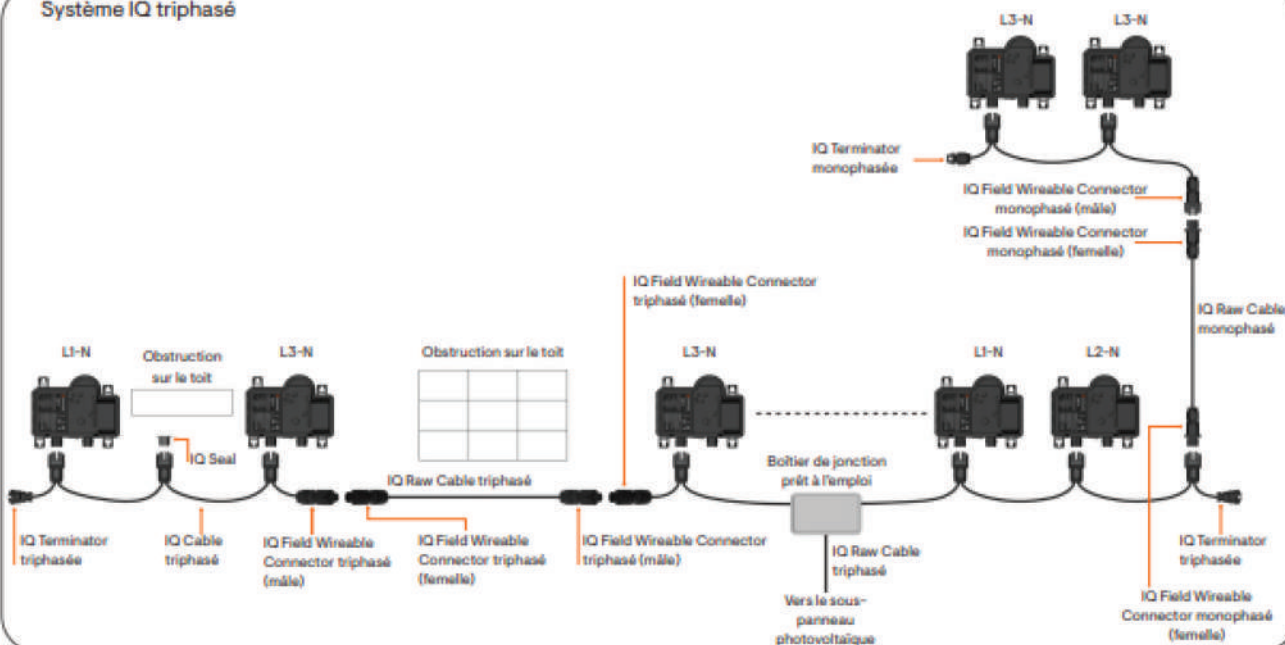 Système IQ triphasé
L3-N
L3-N
IQ Terminator
monophasée
IQ Field Wireable Connector
monophasé (mâle)
IQ Field Wireable Connector
monophasé (femelle)
IQ Field Wireable Connector
triphasé (femelle)
IQ Raw Cable
monophasé
L1-N
Obstruction
sur le toit
L3-N
Obstruction sur le toit
L3-N
L1-N
L2-N
IQ Seal
IQ Raw Cable triphasé
Boîtier de jonction
prêt à l'emploi
IQ Terminator
triphasée
IQ Cable
triphasé
IQ Field Wireable
Connector triphasé
(mâle)
IQ Field Wireable
Connector triphasé
(femelle)
IQ Field Wireable Connector
triphasé (mâle)
IQ Raw Cable
triphasé
IQ Terminator
triphasée
Vers le sous-
panneau
photovoltaïque
IQ Field Wireable
Connector monophasé
(femelle)